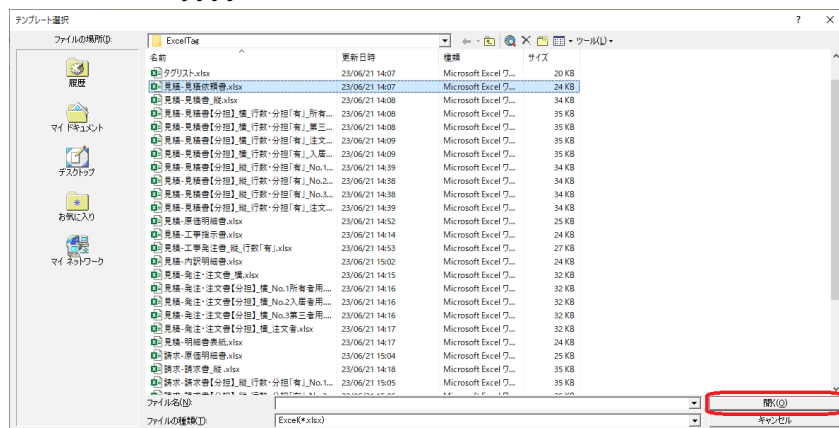 テンプレート選択 ? ×
ファイルの場所(I): ExcelTag ツール(L)
名前 更新日時 種類 サイズ
タグリスト.xlsx 23/06/21 14:07 Microsoft Excel ワ... 20 KB
見積-見積依頼書.xlsx 23/06/21 14:07 Microsoft Excel ワ... 24 KB
見積-見積書_縦.xlsx 23/06/21 14:08 Microsoft Excel ワ... 34 KB
見積-見積書【分担】_横_行数・分担「有」_所有... 23/06/21 14:08 Microsoft Excel ワ... 35 KB
見積-見積書【分担】_横_行数・分担「有」_第三... 23/06/21 14:08 Microsoft Excel ワ... 35 KB
見積-見積書【分担】_横_行数・分担「有」_注文... 23/06/21 14:09 Microsoft Excel ワ... 35 KB
見積-見積書【分担】_横_行数・分担「有」_入居... 23/06/21 14:09 Microsoft Excel ワ... 35 KB
見積-見積書【分担】_縦_行数・分担「有」_No.1... 23/06/21 14:39 Microsoft Excel ワ... 34 KB
見積-見積書【分担】_縦_行数・分担「有」_No.2... 23/06/21 14:38 Microsoft Excel ワ... 34 KB
見積-見積書【分担】_縦_行数・分担「有」_No.3... 23/06/21 14:38 Microsoft Excel ワ... 34 KB
見積-見積書【分担】_縦_行数・分担「有」_注文... 23/06/21 14:39 Microsoft Excel ワ... 34 KB
見積-原価明細書.xlsx 23/06/21 14:52 Microsoft Excel ワ... 25 KB
見積-工事指示書.xlsx 23/06/21 14:14 Microsoft Excel ワ... 24 KB
見積-工事発注書_縦_行数「有」.xlsx 23/06/21 14:53 Microsoft Excel ワ... 27 KB
見積-内訳明細書.xlsx 23/06/21 15:02 Microsoft Excel ワ... 24 KB
見積-発注・注文書_横.xlsx 23/06/21 14:15 Microsoft Excel ワ... 32 KB
見積-発注・注文書【分担】_横_No.1所有者用.... 23/06/21 14:16 Microsoft Excel ワ... 32 KB
見積-発注・注文書【分担】_横_No.2入居者用.... 23/06/21 14:16 Microsoft Excel ワ... 32 KB
見積-発注・注文書【分担】_横_No.3第三者用.... 23/06/21 14:16 Microsoft Excel ワ... 32 KB
見積-発注・注文書【分担】_横_注文者.xlsx 23/06/21 14:17 Microsoft Excel ワ... 32 KB
見積-明細書表紙.xlsx 23/06/21 14:17 Microsoft Excel ワ... 24 KB
請求-原価明細書.xlsx 23/06/21 15:04 Microsoft Excel ワ... 25 KB
請求-請求書_縦.xlsx 23/06/21 14:18 Microsoft Excel ワ... 35 KB
請求-請求書【分担】_縦_行数・分担「有」_No.1... 23/06/21 15:05 Microsoft Excel ワ... 35 KB
履歴
マイ ドキュメント
デスクトップ
お気に入り
マイ ネットワーク
ファイル名(N): 開く(O)
ファイルの種類(T): Excel(*.xlsx) キャンセル